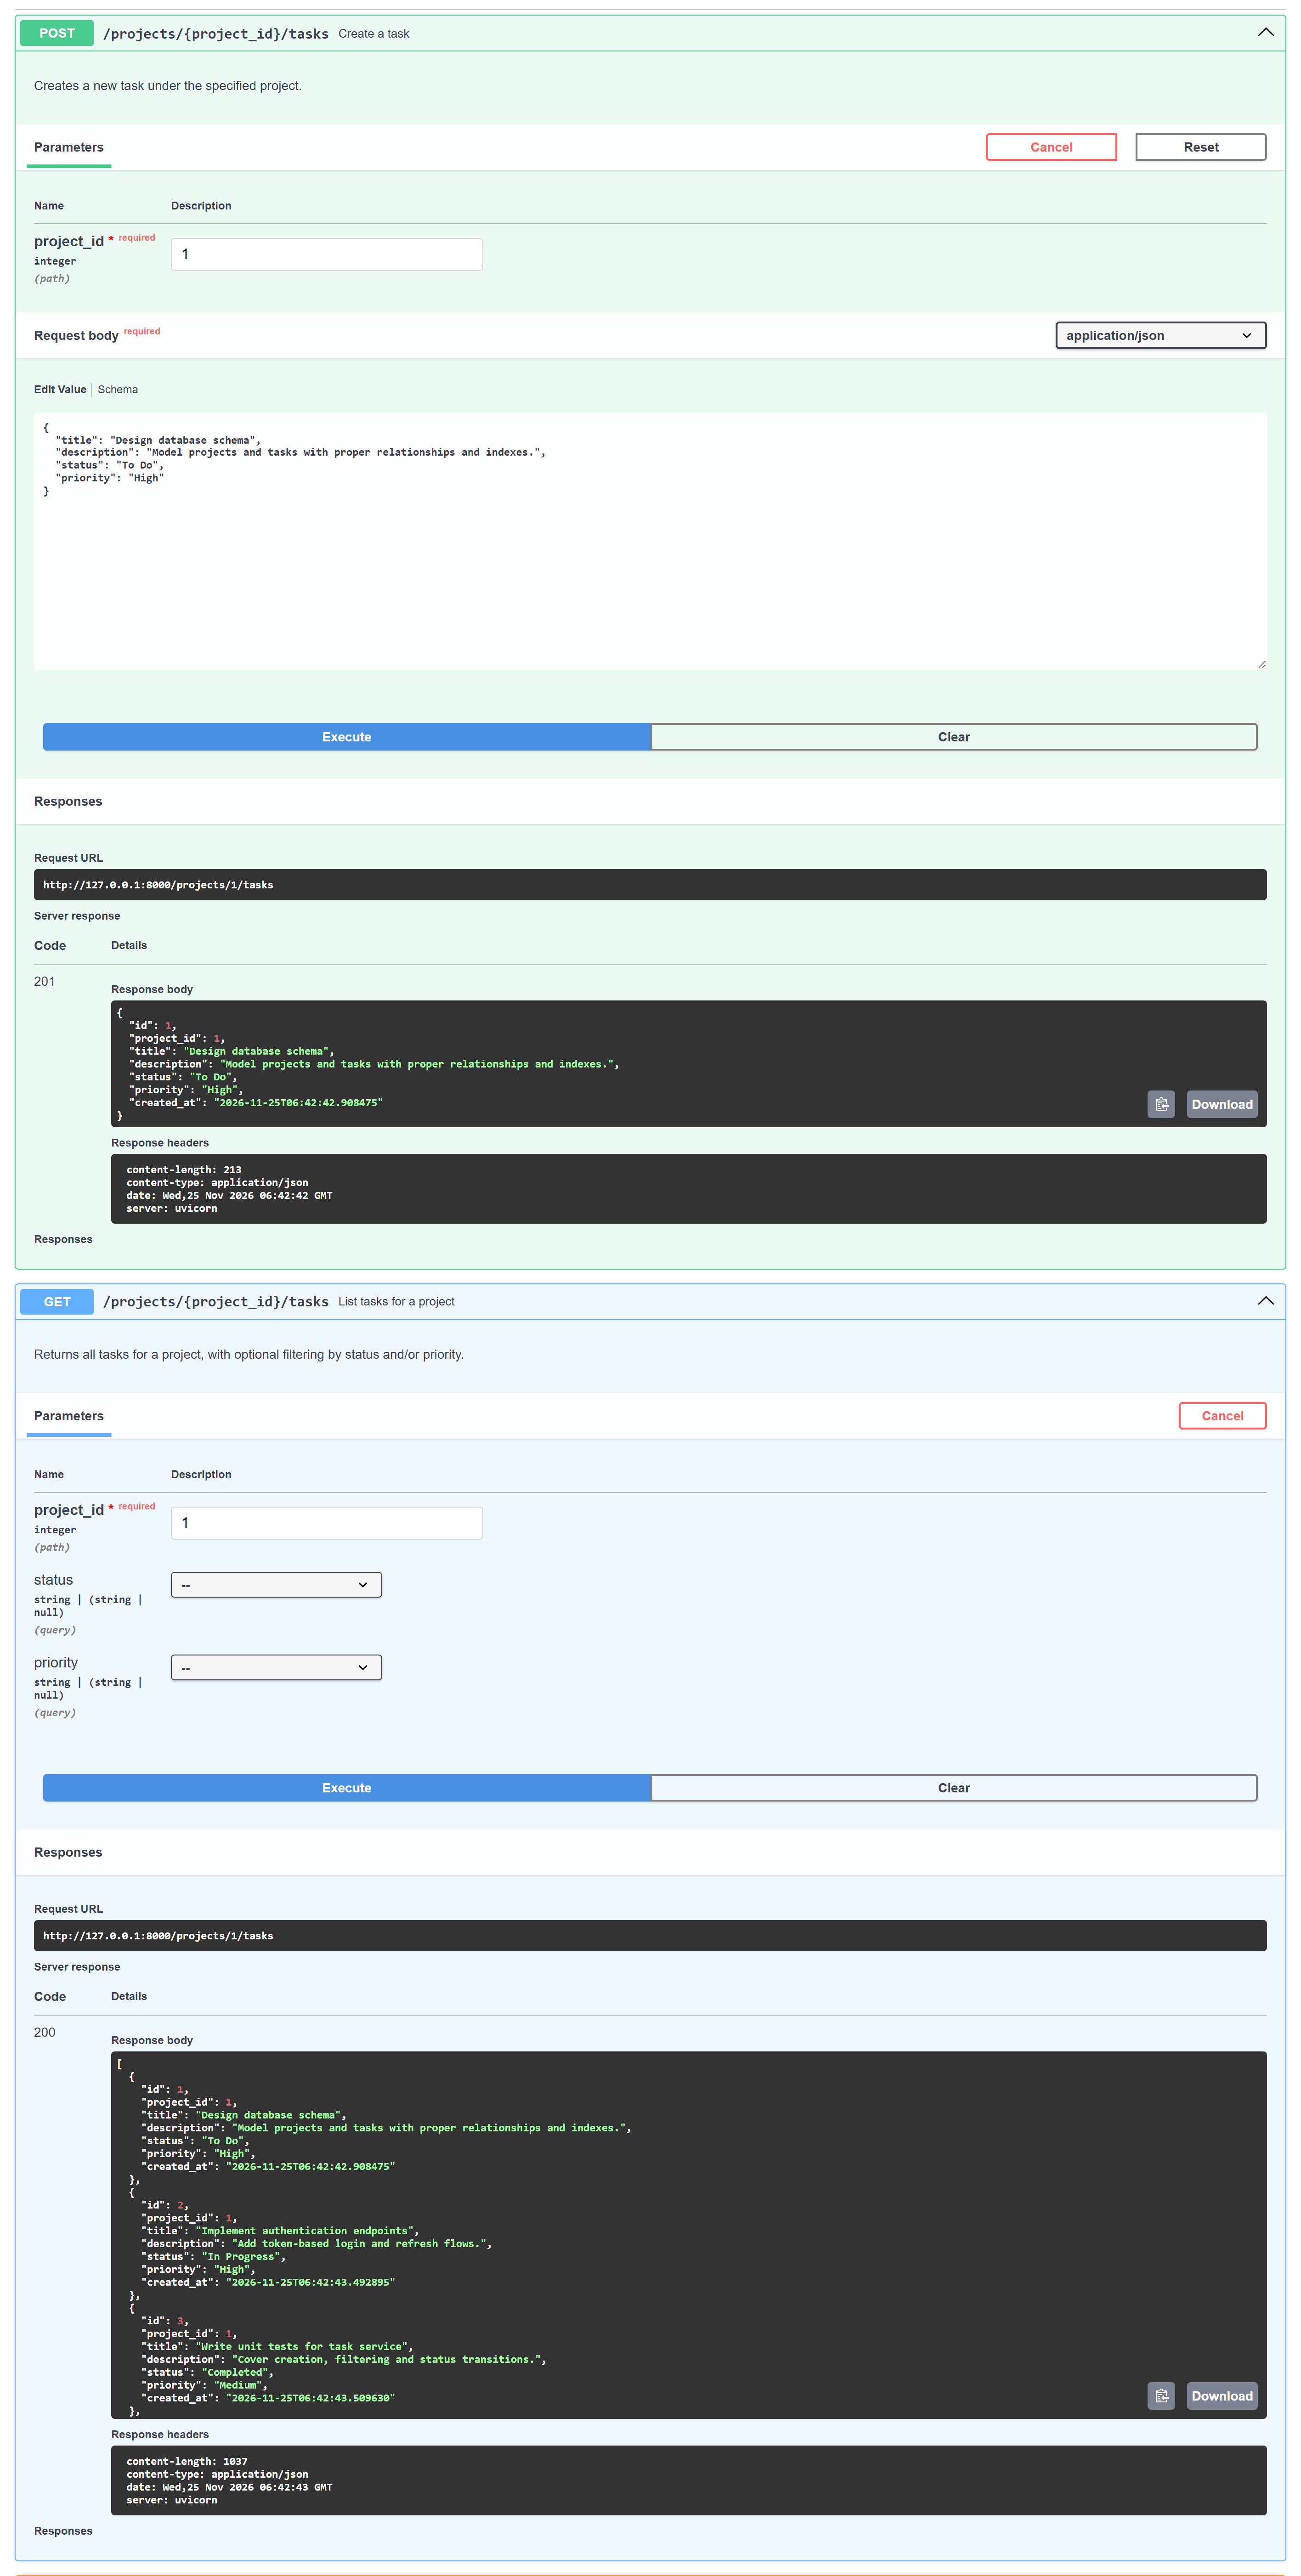 POST /projects/{project_id}/tasks Create a task
Creates a new task under the specified project.
Parameters Cancel Reset
Name Description
project_id * required 1
integer
(path)
Request body required application/json
Edit Value Schema
{
  "title": "Design database schema",
  "description": "Model projects and tasks with proper relationships and indexes.",
  "status": "To Do",
  "priority": "High"
}
Execute Clear
Responses
Request URL
http://127.0.0.1:8000/projects/1/tasks
Server response
Code Details
201
Response body
{
  "id": 1,
  "project_id": 1,
  "title": "Design database schema",
  "description": "Model projects and tasks with proper relationships and indexes.",
  "status": "To Do",
  "priority": "High",
  "created_at": "2026-11-25T06:42:42.908475"
}
Download
Response headers
content-length: 213
content-type: application/json
date: Wed,25 Nov 2026 06:42:42 GMT
server: uvicorn
Responses
GET /projects/{project_id}/tasks List tasks for a project
Returns all tasks for a project, with optional filtering by status and/or priority.
Parameters Cancel
Name Description
project_id * required 1
integer
(path)
status --
string | (string |
null)
(query)
priority --
string | (string |
null)
(query)
Execute Clear
Responses
Request URL
http://127.0.0.1:8000/projects/1/tasks
Server response
Code Details
200
Response body
[
  {
    "id": 1,
    "project_id": 1,
    "title": "Design database schema",
    "description": "Model projects and tasks with proper relationships and indexes.",
    "status": "To Do",
    "priority": "High",
    "created_at": "2026-11-25T06:42:42.908475"
  },
  {
    "id": 2,
    "project_id": 1,
    "title": "Implement authentication endpoints",
    "description": "Add token-based login and refresh flows.",
    "status": "In Progress",
    "priority": "High",
    "created_at": "2026-11-25T06:42:43.492895"
  },
  {
    "id": 3,
    "project_id": 1,
    "title": "Write unit tests for task service",
    "description": "Cover creation, filtering and status transitions.",
    "status": "Completed",
    "priority": "Medium",
    "created_at": "2026-11-25T06:42:43.509630"
  },
Download
Response headers
content-length: 1037
content-type: application/json
date: Wed,25 Nov 2026 06:42:43 GMT
server: uvicorn
Responses